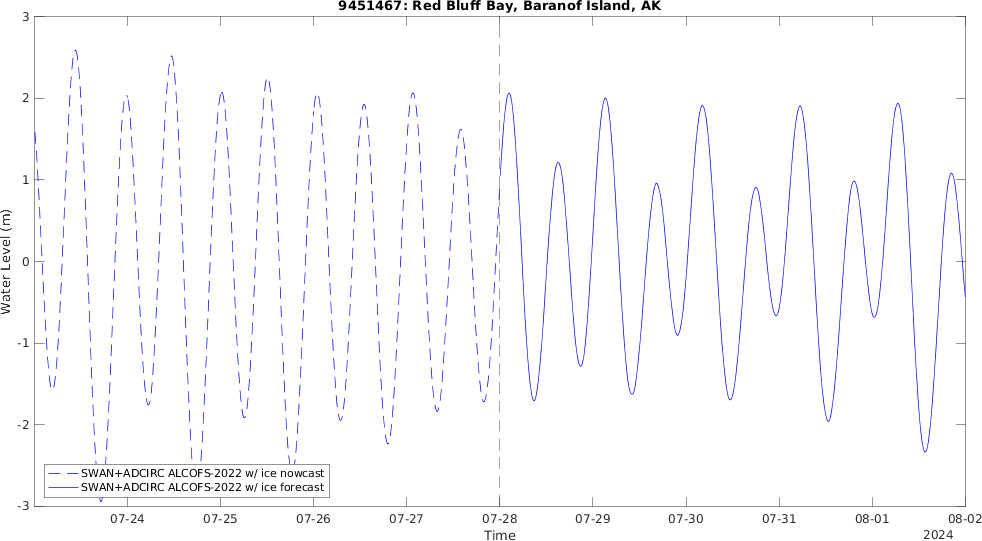 9451467: Red Bluff Bay, Baranof Island, AK
3
2
1
0
-1
-2
-3
Water Level (m)
SWAN+ADCIRC ALCOFS-2022 w/ ice nowcast
SWAN+ADCIRC ALCOFS-2022 w/ ice forecast
07-24 07-25 07-26 07-27 07-28 07-29 07-30 07-31 08-01 08-02
Time
2024